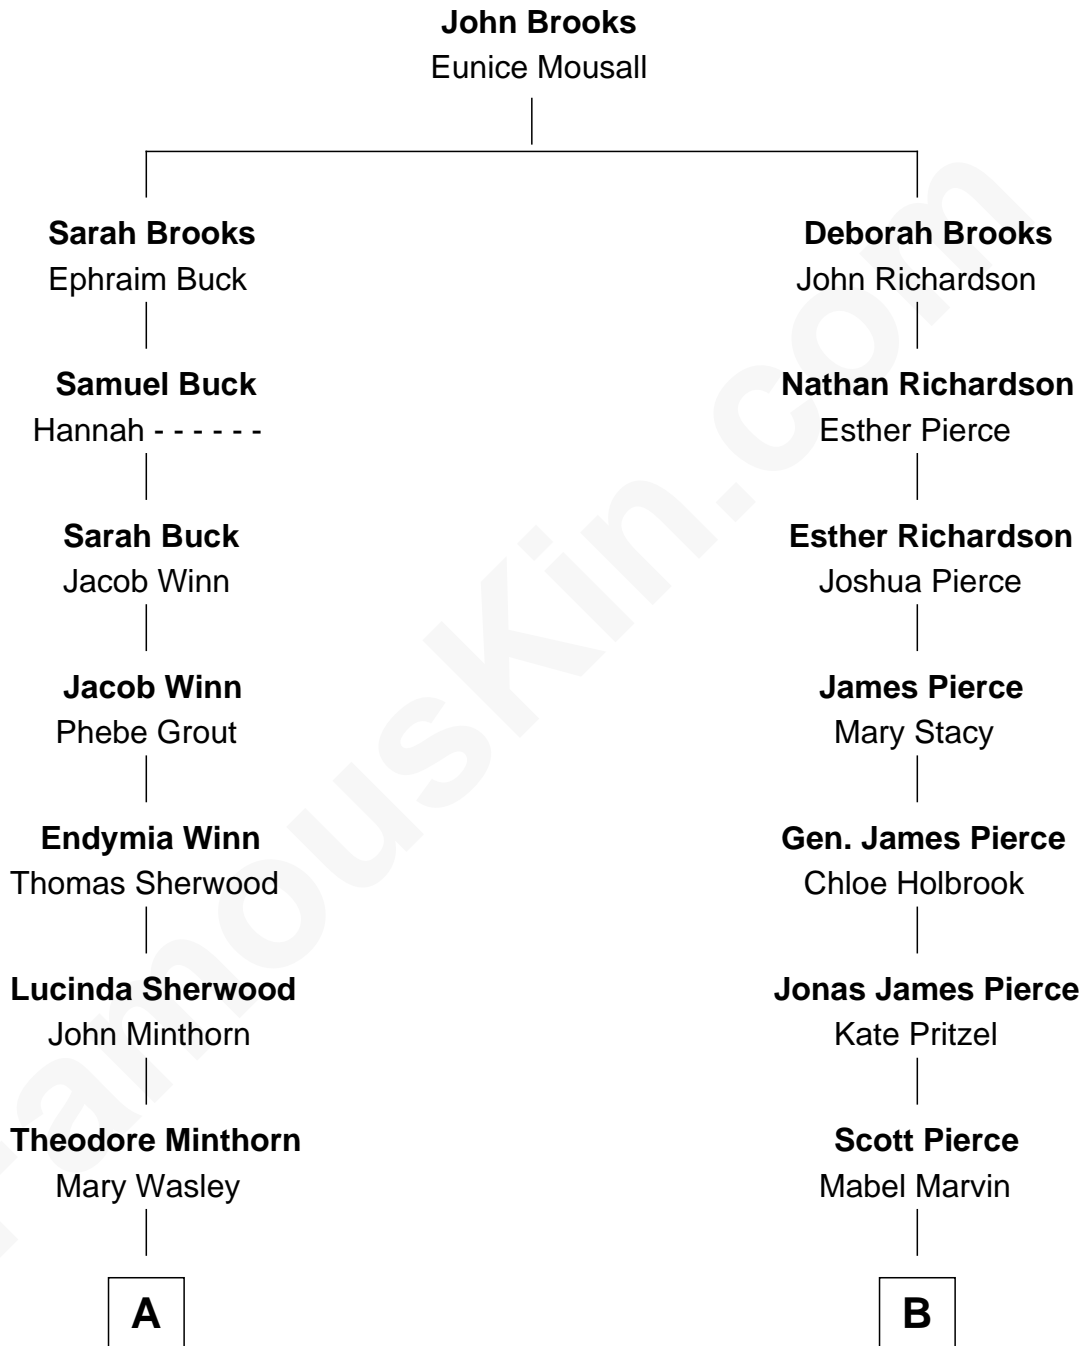 John Brooks
Eunice Mousall
Sarah Brooks
Ephraim Buck
Deborah Brooks
John Richardson
Samuel Buck
Hannah - - - - - -
Nathan Richardson
Esther Pierce
Sarah Buck
Jacob Winn
Esther Richardson
Joshua Pierce
Jacob Winn
Phebe Grout
James Pierce
Mary Stacy
Endymia Winn
Thomas Sherwood
Gen. James Pierce
Chloe Holbrook
Lucinda Sherwood
John Minthorn
Jonas James Pierce
Kate Pritzel
Theodore Minthorn
Mary Wasley
Scott Pierce
Mabel Marvin
A
B
FamousKin.com